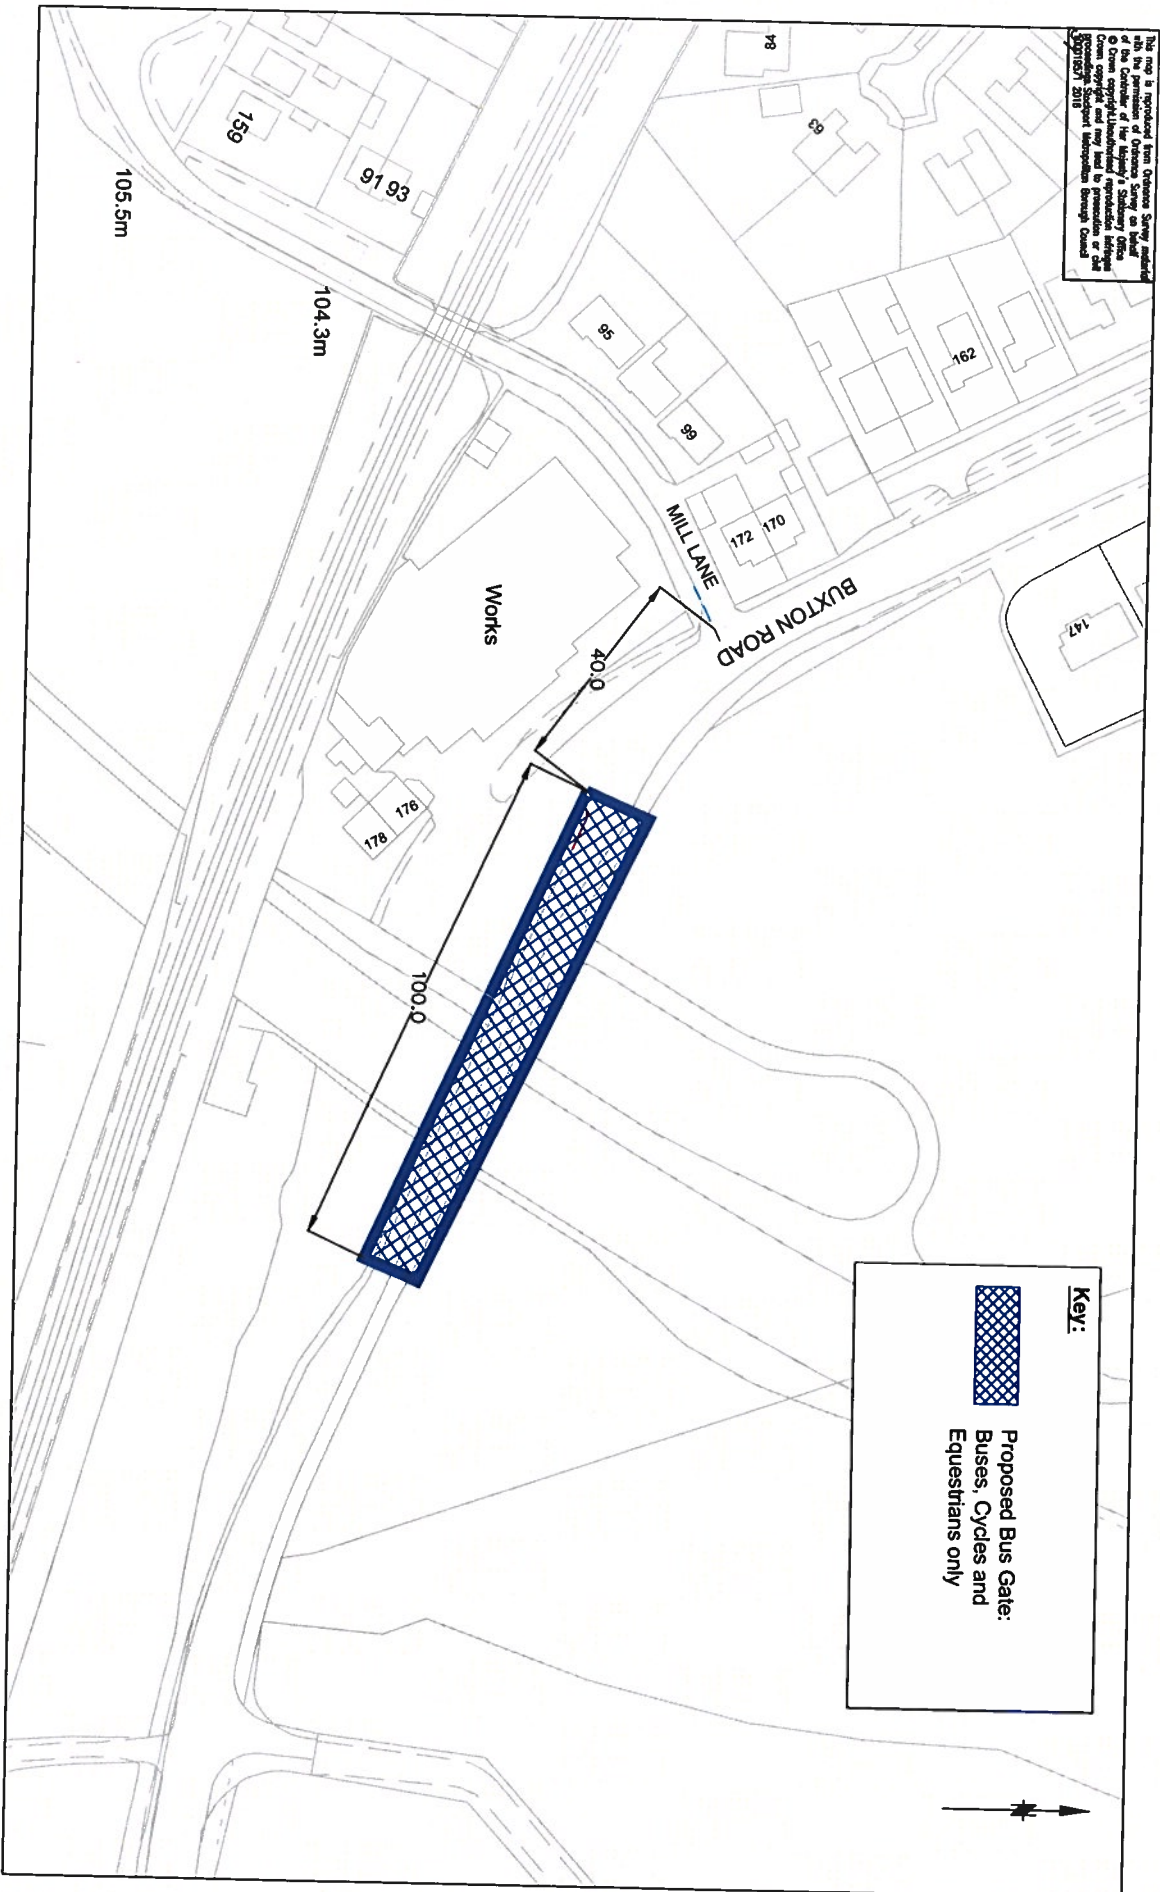 This map is reproduced from Ordnance Survey material
with the permission of Ordnance Survey on behalf
of the Controller of Her Majesty's Stationery Office
© Crown copyright.Unauthorised reproduction infringes
Crown copyright and may lead to prosecution or civil
proceedings Stockport Metropolitan Borough Council
2016
84
63
162
159
91 93
95
99
170
172
147
105.5m
104.3m
MILL LANE
BUXTON ROAD
Works
40.0
176
178
100.0
Key:
Proposed Bus Gate:
Buses, Cycles and
Equestrians only